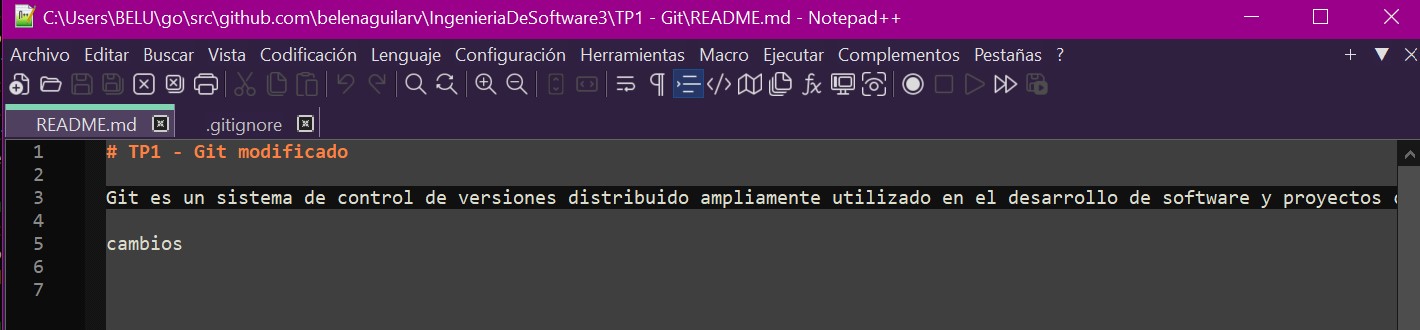 C:\Users\BELU\go\src\github.com\belenaguilarv\IngenieriaDeSoftware3\TP1 - Git\README.md - Notepad++
Archivo Editar Buscar Vista Codificación Lenguaje Configuración Herramientas Macro Ejecutar Complementos Pestañas ?
README.md .gitignore
1 # TP1 - Git modificado
2
3 Git es un sistema de control de versiones distribuido ampliamente utilizado en el desarrollo de software y proyectos
4
5 cambios
6
7